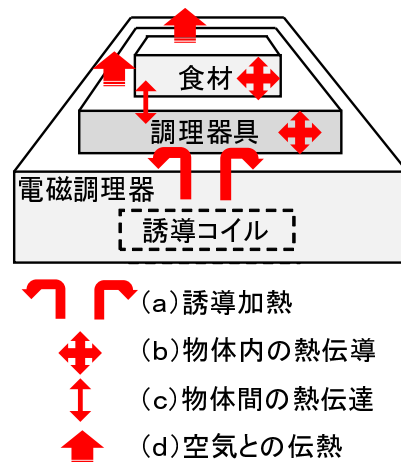 食材
調理器具
電磁調理器
誘導コイル
(a)誘導加熱
(b)物体内の熱伝導
(c)物体間の熱伝達
(d)空気との伝熱